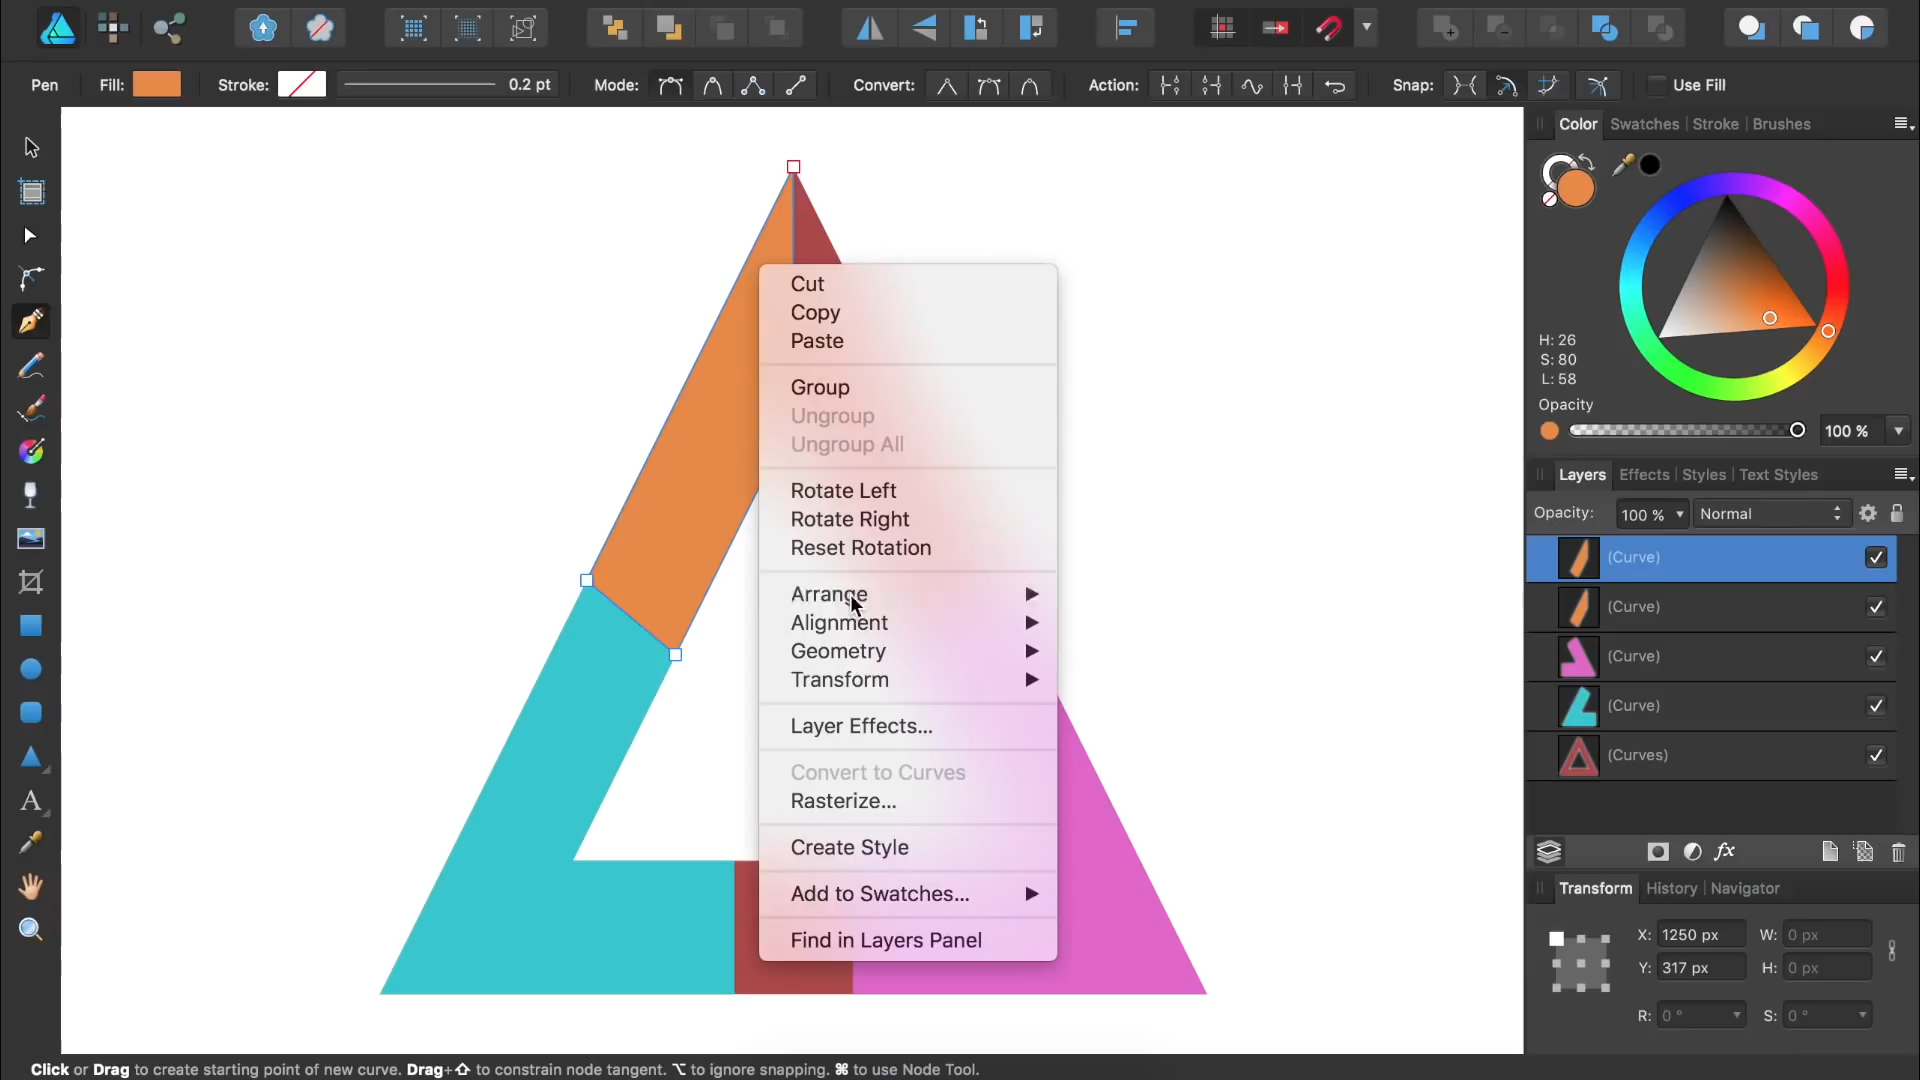 Pen
Fill:
Stroke:
0.2 pt
Mode:
Convert:
Action:
Snap:
Use Fill
Color
Swatches
Stroke
Brushes
H: 26
S: 80
L: 58
Opacity
100 %
Cut
Copy
Paste
Group
Ungroup
Ungroup All
Rotate Left
Rotate Right
Reset Rotation
Arrange
Alignment
Geometry
Transform
Layer Effects...
Convert to Curves
Rasterize...
Create Style
Add to Swatches...
Find in Layers Panel
Layers
Effects
Styles
Text Styles
Opacity:
100 %
Normal
(Curve)
(Curve)
(Curve)
(Curve)
(Curves)
fx
Transform
History
Navigator
X: 1250 px
W: 0 px
Y: 317 px
H: 0 px
R: 0 °
S: 0 °
A
Click or Drag to create starting point of new curve. Drag+⇧ to constrain node tangent. ⌥ to ignore snapping. ⌘ to use Node Tool.